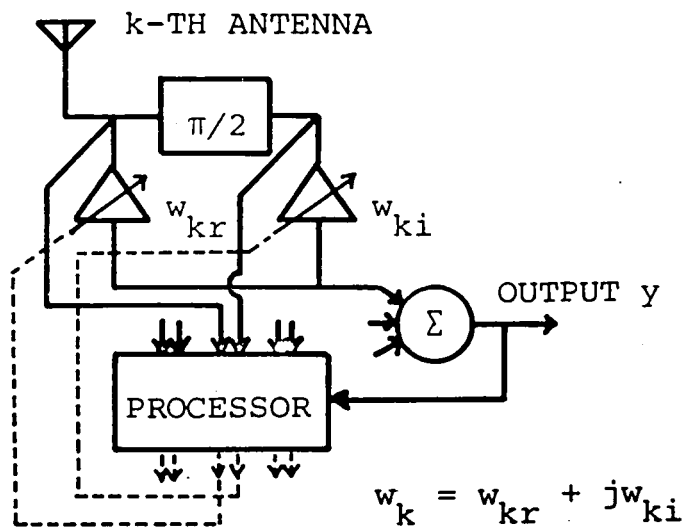 k-TH ANTENNA
π/2
w_kr
w_ki
OUTPUT y
Σ
PROCESSOR
w_k = w_kr + jw_ki